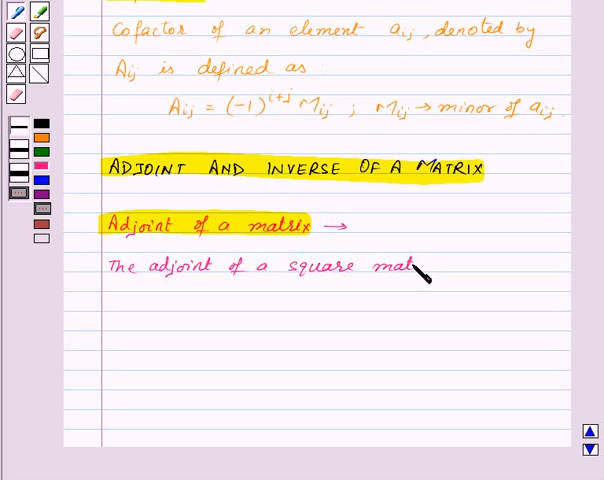 Cofactor of an element aij, denoted by
Aij is defined as
Aij = (-1)^i+j Mij ; Mij → minor of aij.
ADJOINT AND INVERSE OF A MATRIX
Adjoint of a matrix →
The adjoint of a square mat